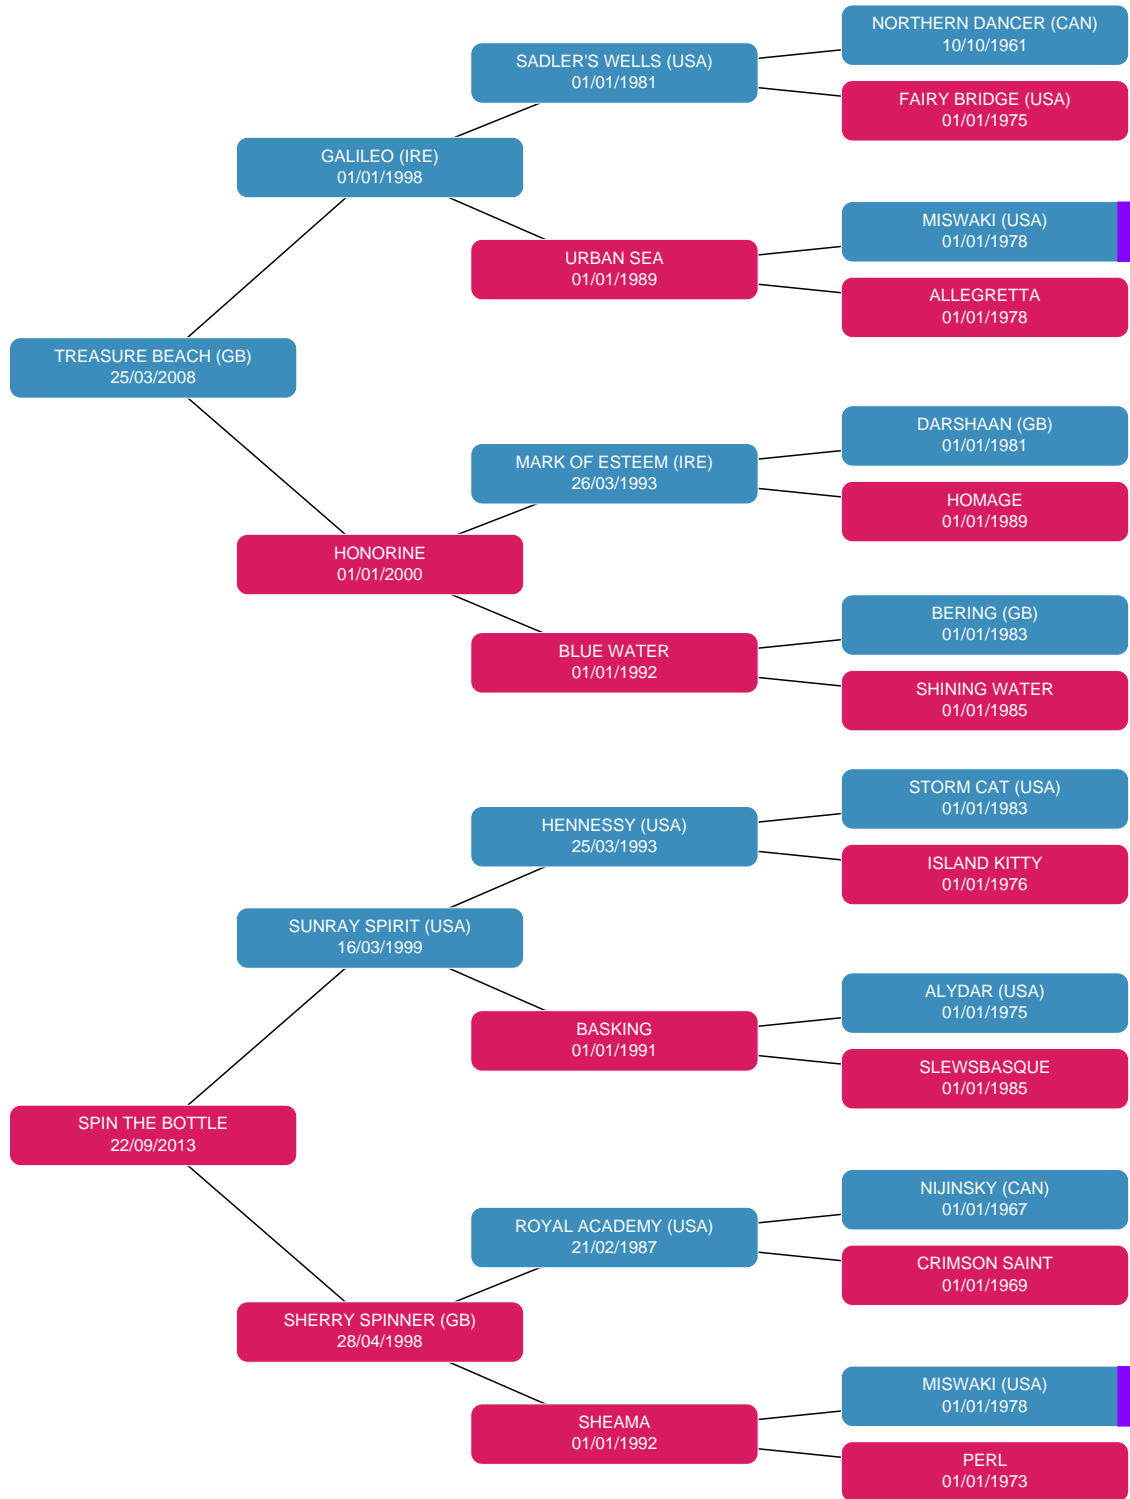 NORTHERN DANCER (CAN)
10/10/1961
SADLER'S WELLS (USA)
01/01/1981
FAIRY BRIDGE (USA)
01/01/1975
GALILEO (IRE)
01/01/1998
MISWAKI (USA)
01/01/1978
URBAN SEA
01/01/1989
ALLEGRETTA
01/01/1978
TREASURE BEACH (GB)
25/03/2008
DARSHAAN (GB)
01/01/1981
MARK OF ESTEEM (IRE)
26/03/1993
HOMAGE
01/01/1989
HONORINE
01/01/2000
BERING (GB)
01/01/1983
BLUE WATER
01/01/1992
SHINING WATER
01/01/1985
STORM CAT (USA)
01/01/1983
HENNESSY (USA)
25/03/1993
ISLAND KITTY
01/01/1976
SUNRAY SPIRIT (USA)
16/03/1999
ALYDAR (USA)
01/01/1975
BASKING
01/01/1991
SLEWSBASQUE
01/01/1985
SPIN THE BOTTLE
22/09/2013
NIJINSKY (CAN)
01/01/1967
ROYAL ACADEMY (USA)
21/02/1987
CRIMSON SAINT
01/01/1969
SHERRY SPINNER (GB)
28/04/1998
MISWAKI (USA)
01/01/1978
SHEAMA
01/01/1992
PERL
01/01/1973